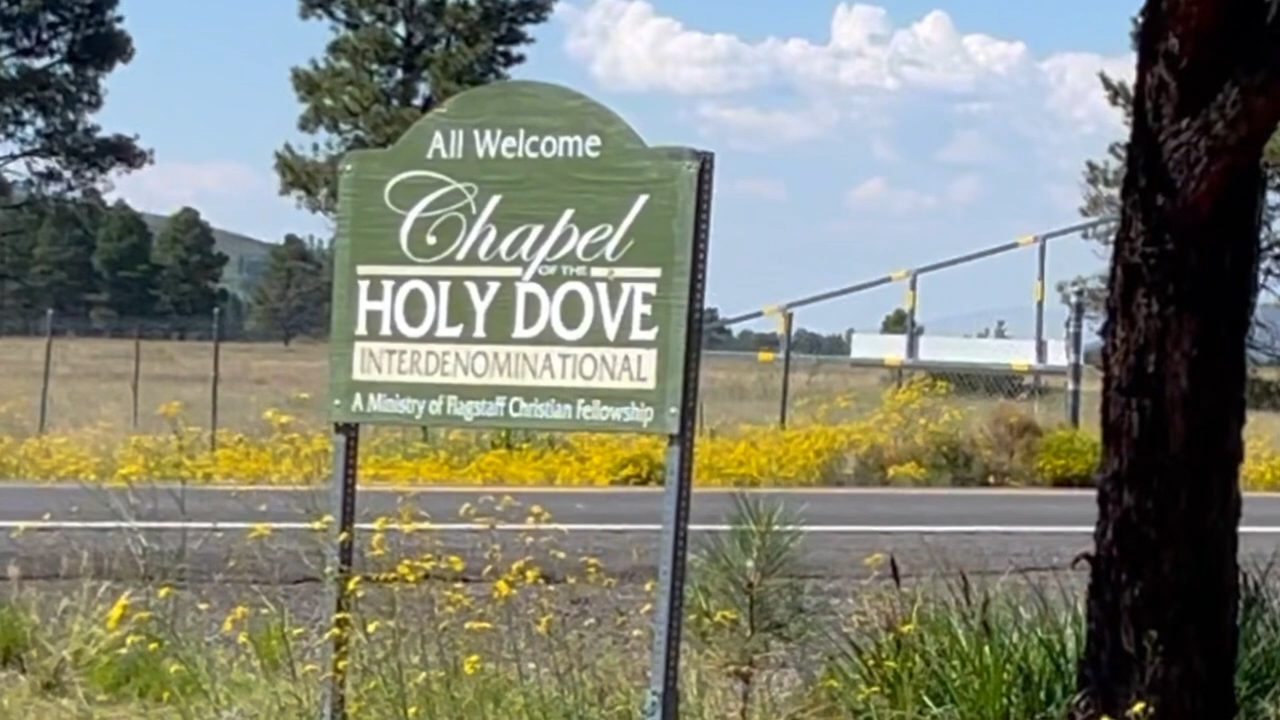 All Welcome
Chapel
OF THE
HOLY DOVE
INTERDENOMINATIONAL
A Ministry of Flagstaff Christian Fellowship